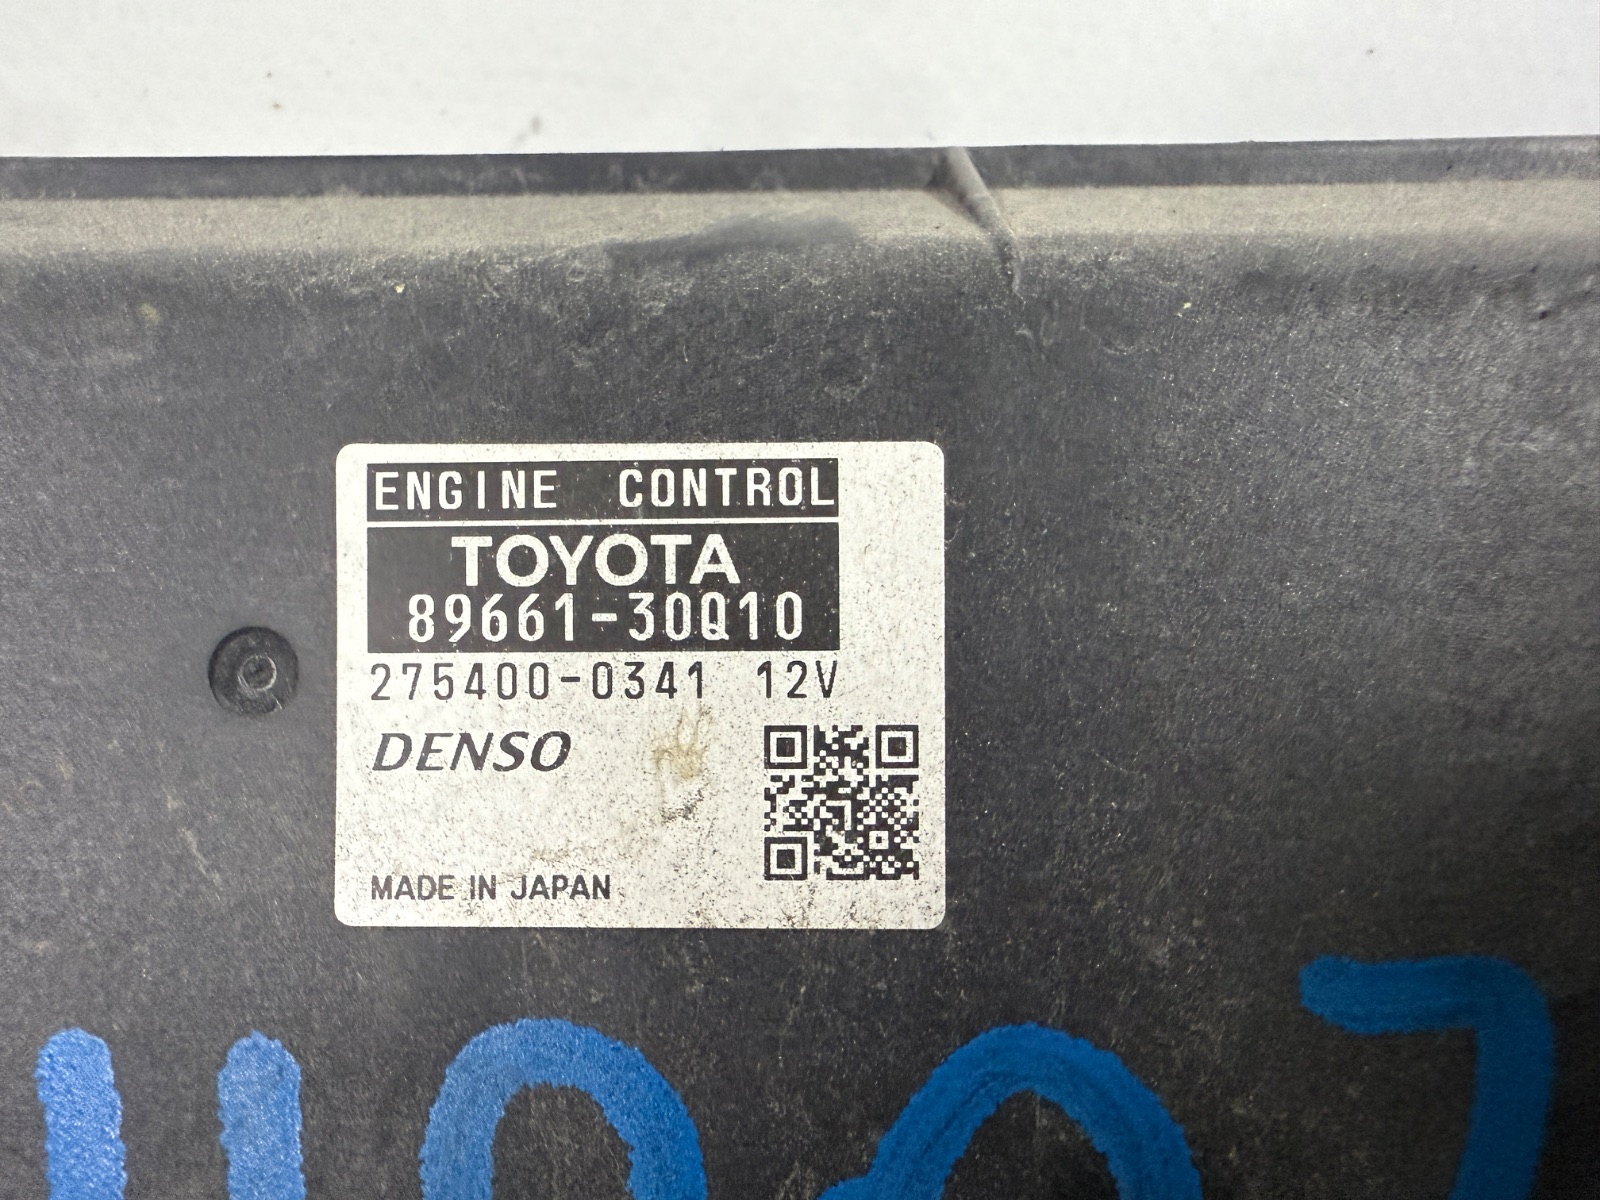 ENGINE CONTROL
TOYOTA
89661-30Q10
275400-0341 12V
DENSO
MADE IN JAPAN